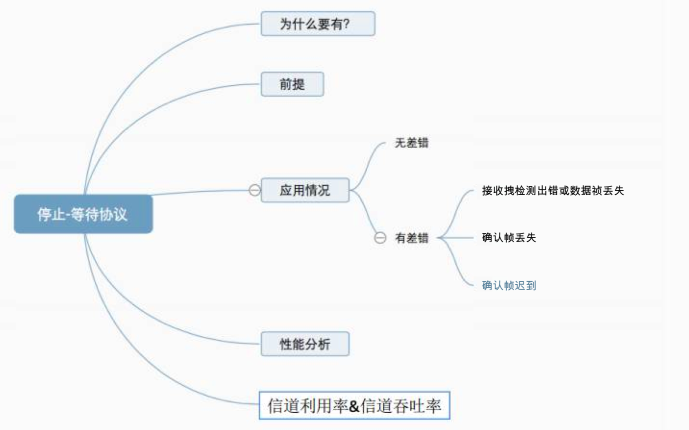 为什么要有?
前提
无差错
停止-等待协议
应用情况
接收拽检测出错或数据祯丢失
有差错
确认帧丢失
确认帧迟到
性能分析
信道利用率&信道吞吐率